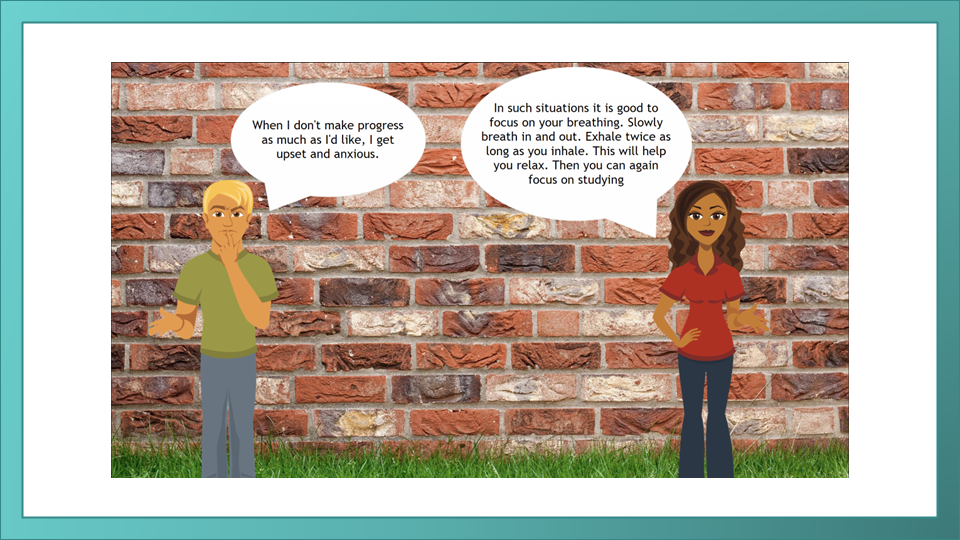 When I don't make progress
as much as I'd like, I get
upset and anxious.
In such situations it is good to
focus on your breathing. Slowly
breath in and out. Exhale twice as
long as you inhale. This will help
you relax. Then you can again
focus on studying